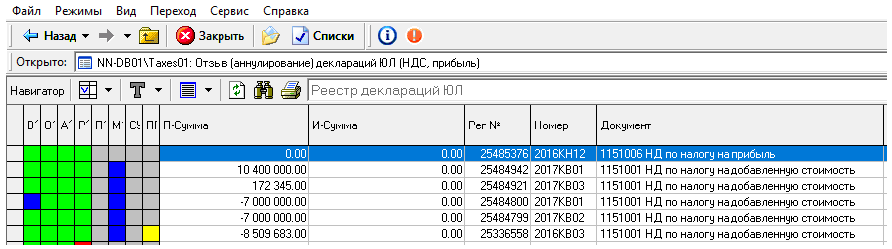 Файл Режимы Вид Переход Сервис Справка
Назад Закрыть Списки
Открыто: NN-DB01\Taxes01: Отзыв (аннулирование) деклараций ЮЛ (НДС, прибыль)
Навигатор Реестр деклараций ЮЛ
П-Сумма И-Сумма Рег № Номер Документ
0.00 0.00 25485376 2016КН12 1151006 НД по налогу на прибыль
10 400 000.00 0.00 25484942 2017КВ01 1151001 НД по налогу на добавленную стоимость
172 345.00 0.00 25484921 2017КВ03 1151001 НД по налогу на добавленную стоимость
-7 000 000.00 0.00 25484800 2017КВ01 1151001 НД по налогу на добавленную стоимость
-7 000 000.00 0.00 25484799 2017КВ02 1151001 НД по налогу на добавленную стоимость
-8 509 683.00 0.00 25336558 2016КВ03 1151001 НД по налогу на добавленную стоимость